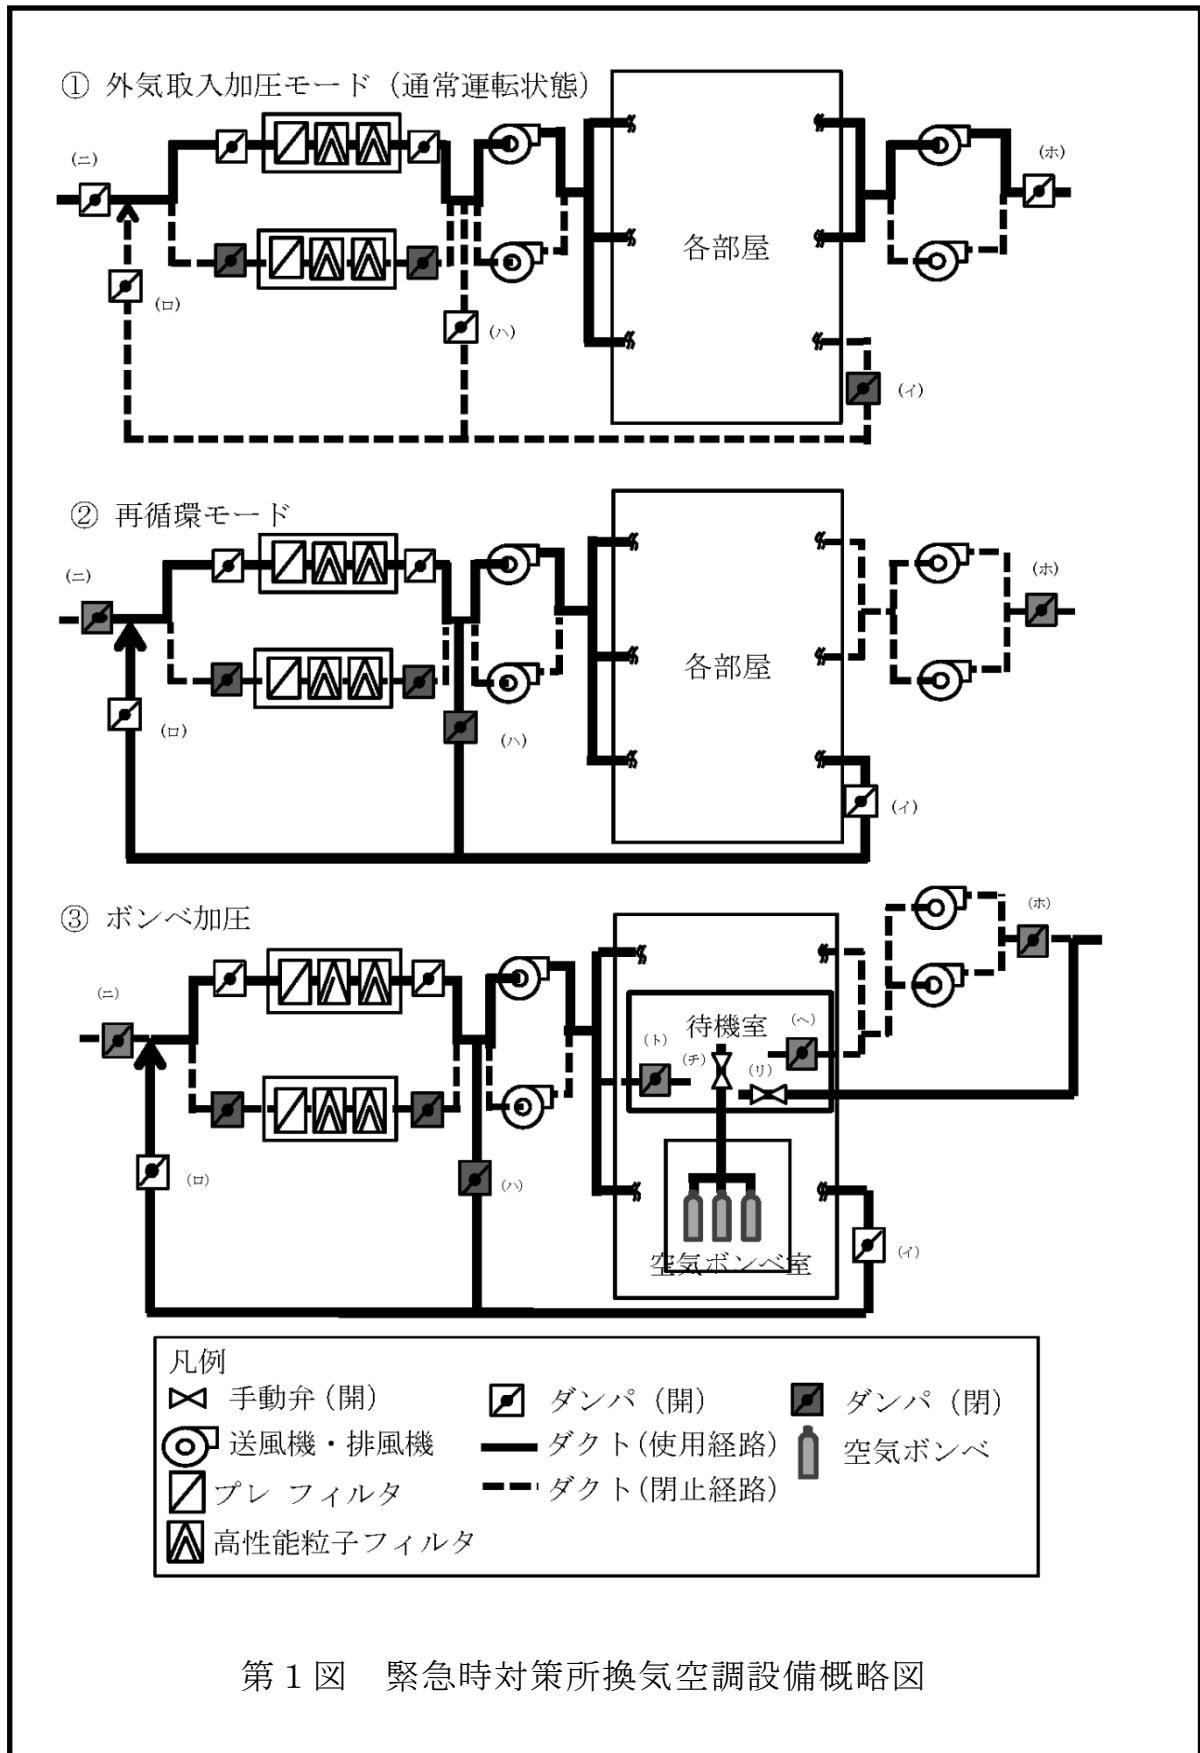 ① 外気取入加圧モード (通常運転状態)
(ニ)
(ホ)
各部屋
(ロ)
(ハ)
(イ)
② 再循環モード
(ニ)
(ホ)
各部屋
(ロ)
(ハ)
(イ)
③ ボンベ加圧
(ホ)
(ニ)
待機室
(ヘ)
(ト)
(チ)
(リ)
(ロ)
(ハ)
(イ)
空気ボンベ室
凡例
手動弁(開)
ダンパ (開)
ダンパ (閉)
送風機・排風機
ダクト(使用経路)
空気ボンベ
プレ フィルタ
ダクト(閉止経路)
高性能粒子フィルタ
第1図 緊急時対策所換気空調設備概略図